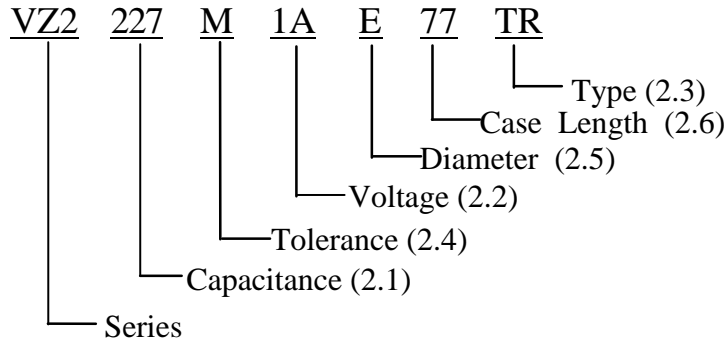 VZ2 227 M 1A E 77 TR
Type (2.3)
Case Length (2.6)
Diameter (2.5)
Voltage (2.2)
Tolerance (2.4)
Capacitance (2.1)
Series